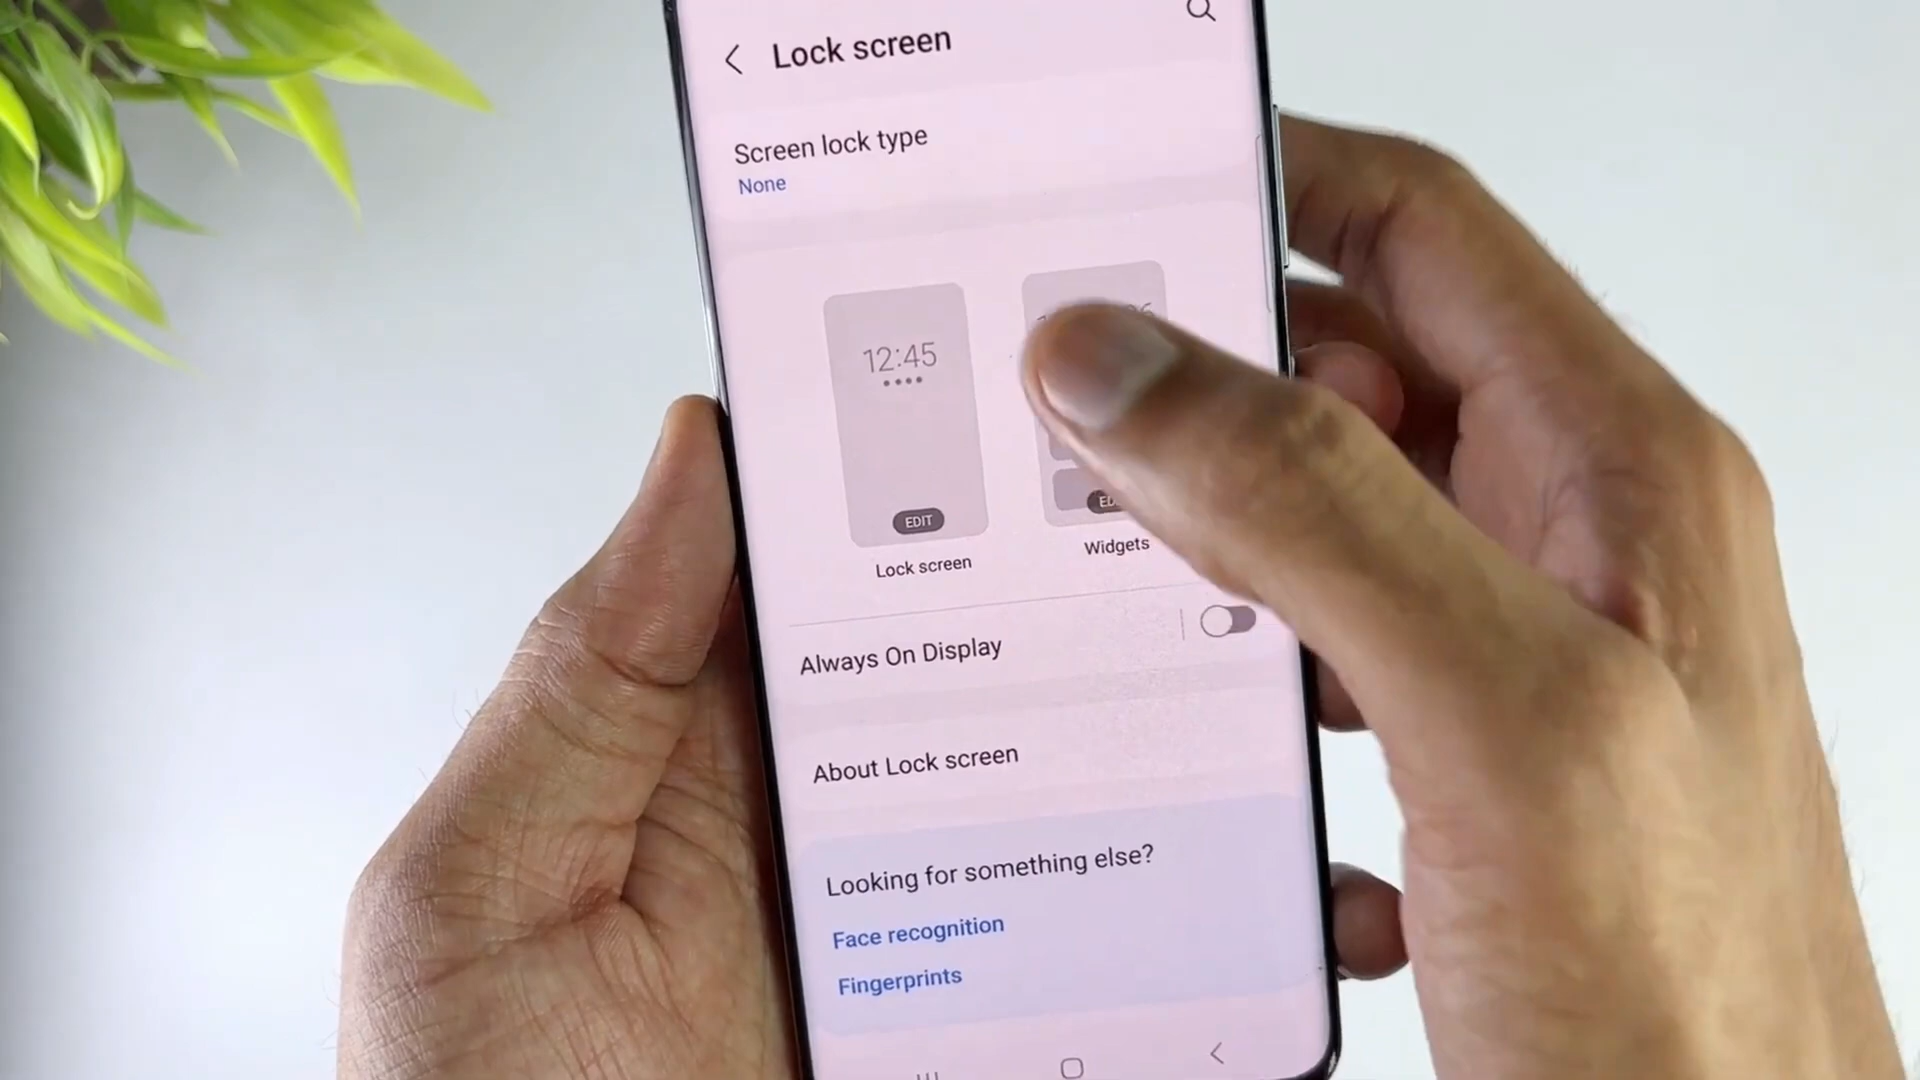 Lock screen
Screen lock type
None
12:45
EDIT
Lock screen
Widgets
Always On Display
About Lock screen
Looking for something else?
Face recognition
Fingerprints